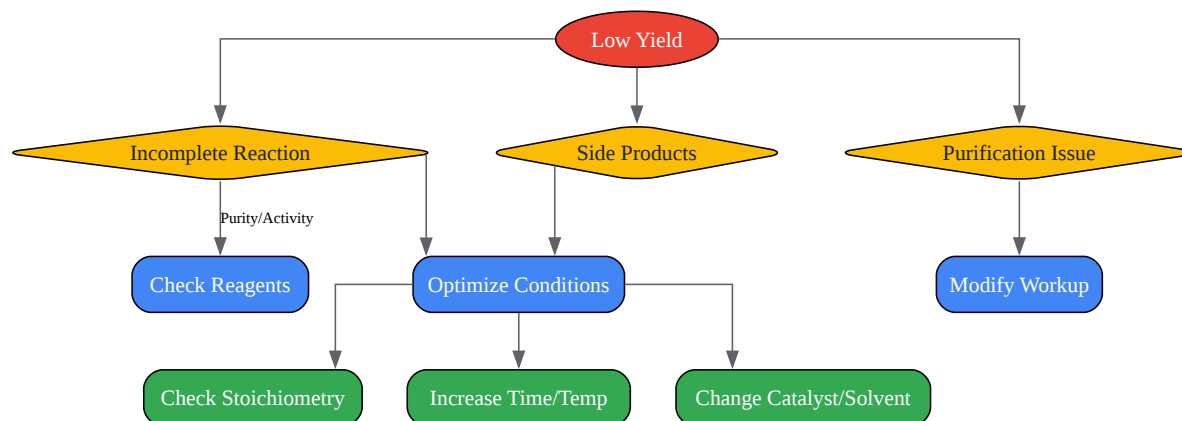 Low Yield
Incomplete Reaction
Side Products
Purification Issue
Purity/Activity
Check Reagents
Optimize Conditions
Modify Workup
Check Stoichiometry
Increase Time/Temp
Change Catalyst/Solvent